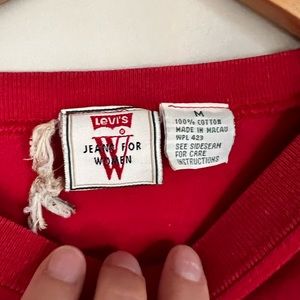 Levi's
W
JEANS FOR
WOMEN
M
100% COTTON
MADE IN MACAU
WPL 423
SEE SIDESEAM
FOR CARE
INSTRUCTIONS